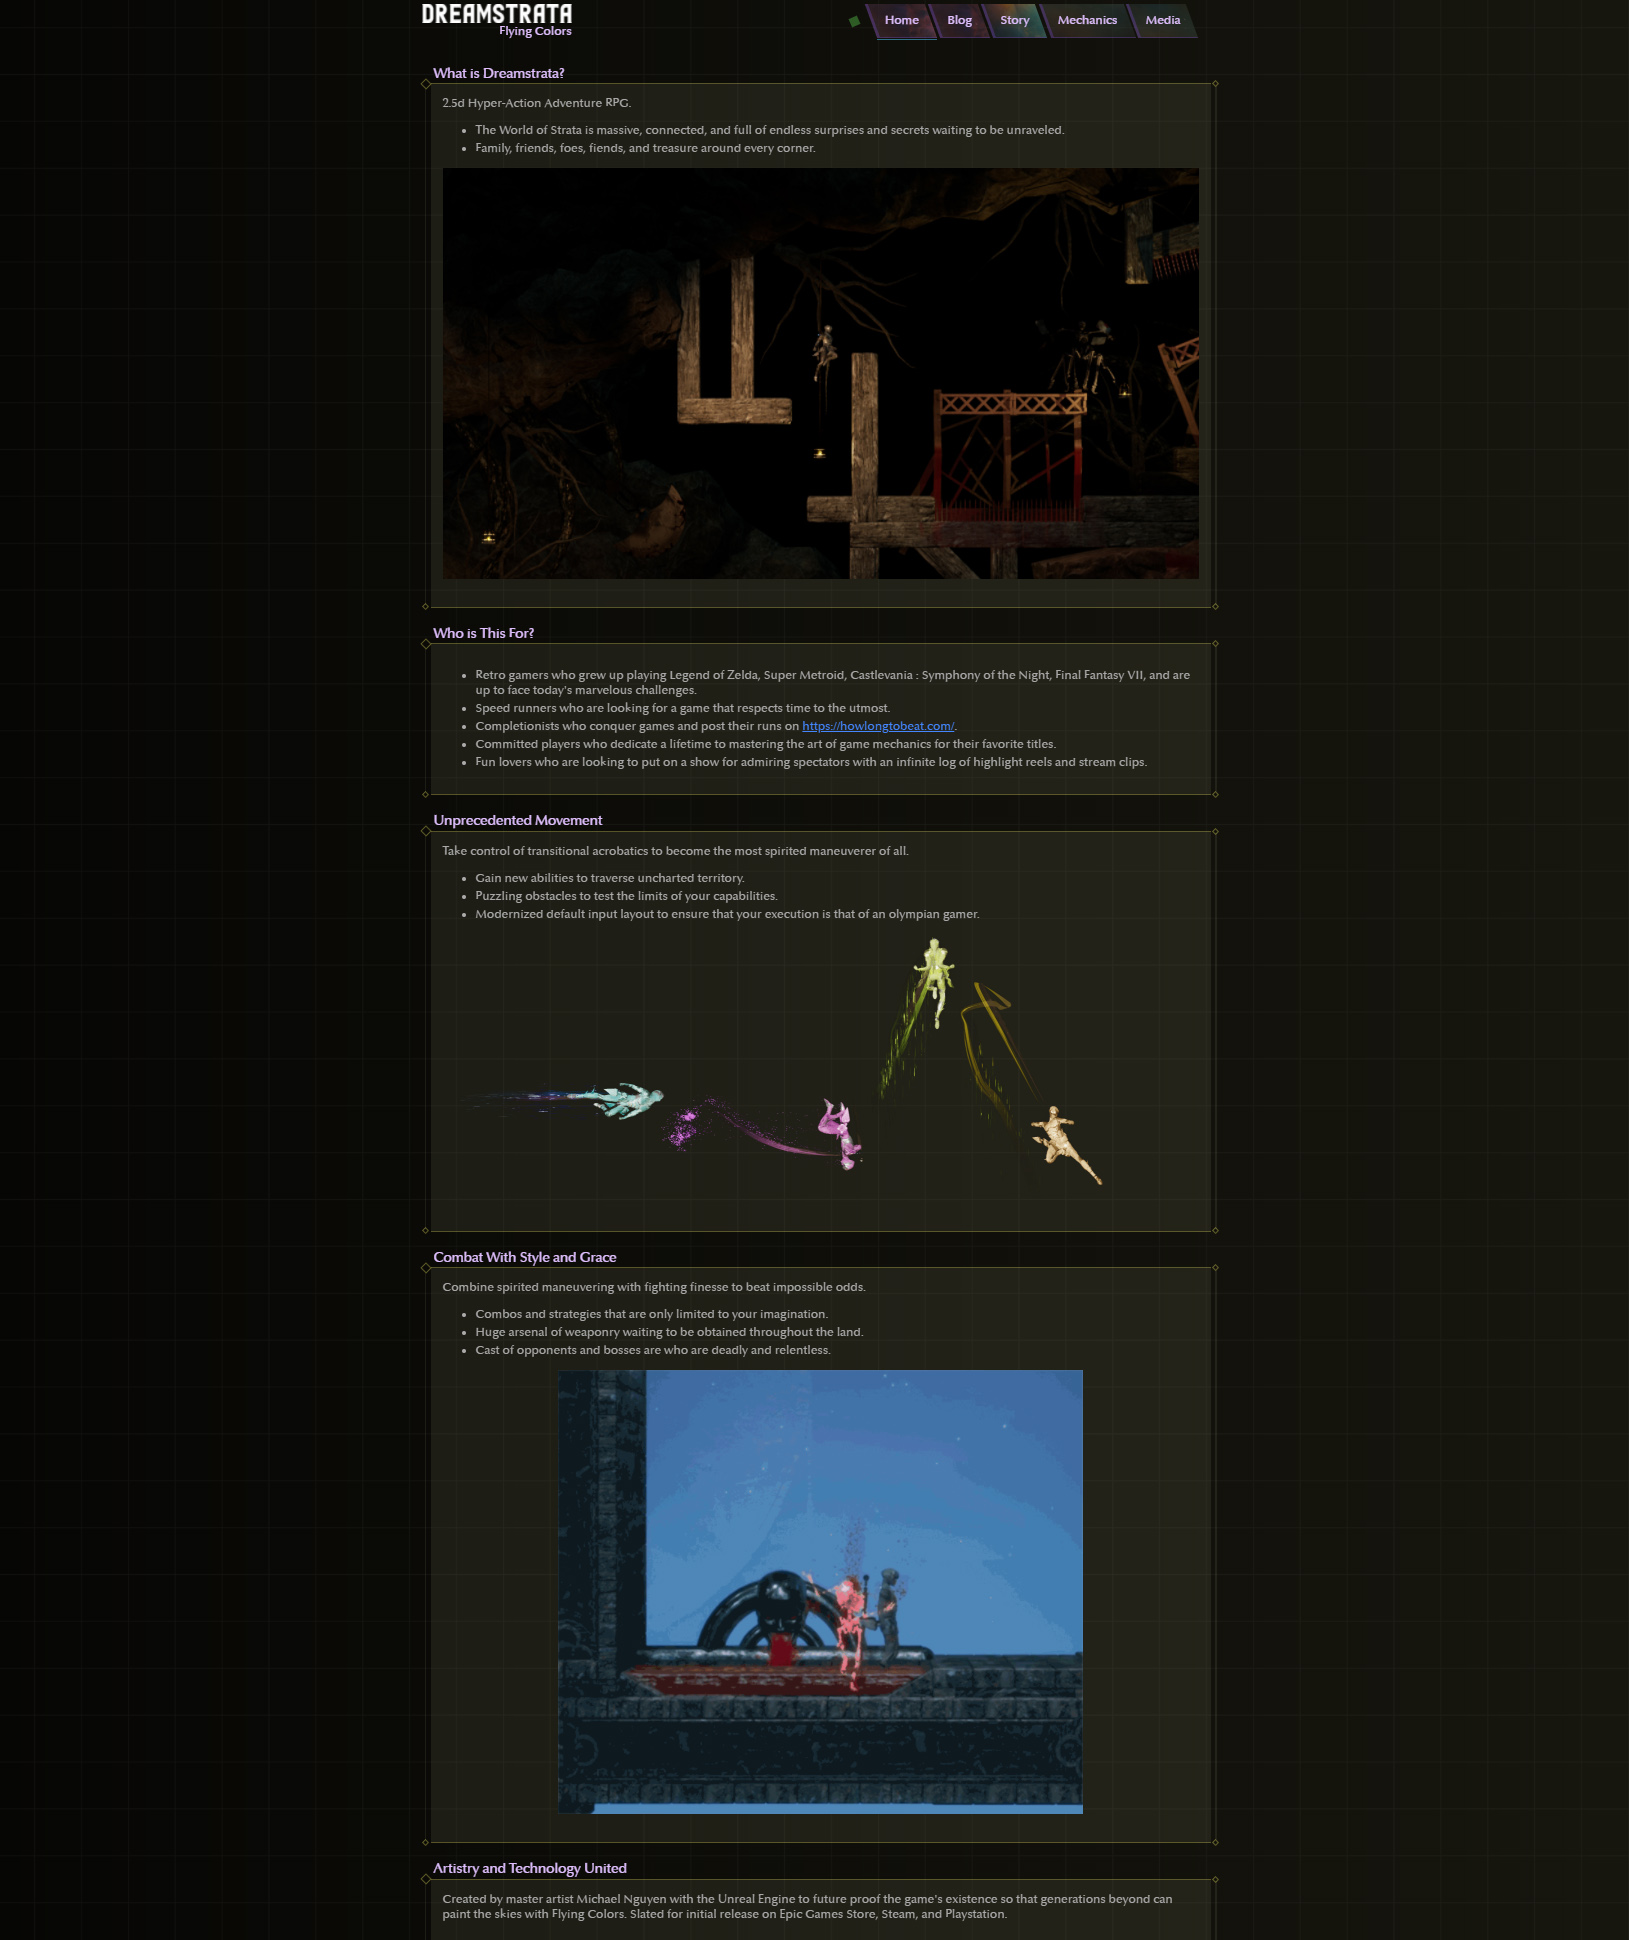 DREAMSTRATA
Flying Colors
Home
Blog
Story
Mechanics
Media
What is Dreamstrata?
2.5d Hyper-Action Adventure RPG.
The World of Strata is massive, connected, and full of endless surprises and secrets waiting to be unraveled.
Family, friends, foes, fiends, and treasure around every corner.
Who is This For?
Retro gamers who grew up playing Legend of Zelda, Super Metroid, Castlevania : Symphony of the Night, Final Fantasy VII, and are
up to face today's marvelous challenges.
Speed runners who are looking for a game that respects time to the utmost.
Completionists who conquer games and post their runs on https://howlongtobeat.com/.
Committed players who dedicate a lifetime to mastering the art of game mechanics for their favorite titles.
Fun lovers who are looking to put on a show for admiring spectators with an infinite log of highlight reels and stream clips.
Unprecedented Movement
Take control of transitional acrobatics to become the most spirited maneuverer of all.
Gain new abilities to traverse uncharted territory.
Puzzling obstacles to test the limits of your capabilities.
Modernized default input layout to ensure that your execution is that of an olympian gamer.
Combat With Style and Grace
Combine spirited maneuvering with fighting finesse to beat impossible odds.
Combos and strategies that are only limited to your imagination.
Huge arsenal of weaponry waiting to be obtained throughout the land.
Cast of opponents and bosses are who are deadly and relentless.
Artistry and Technology United
Created by master artist Michael Nguyen with the Unreal Engine to future proof the game's existence so that generations beyond can
paint the skies with Flying Colors. Slated for initial release on Epic Games Store, Steam, and Playstation.